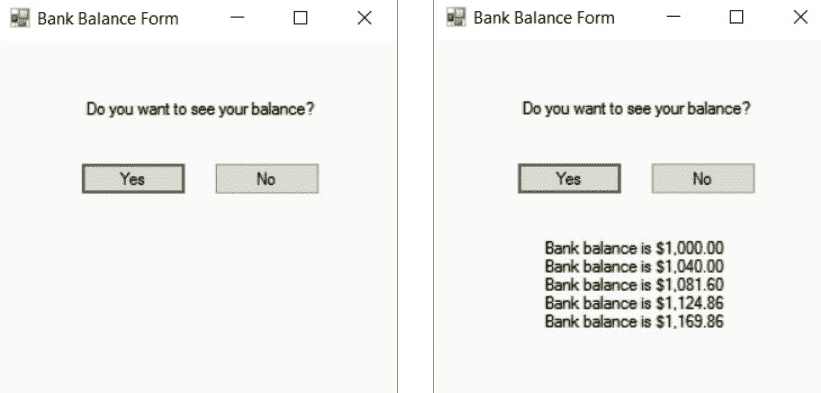 Bank Balance Form
Do you want to see your balance?
Yes No
Bank Balance Form
Do you want to see your balance?
Yes No
Bank balance is $1,000.00
Bank balance is $1,040.00
Bank balance is $1,081.60
Bank balance is $1,124.86
Bank balance is $1,169.86